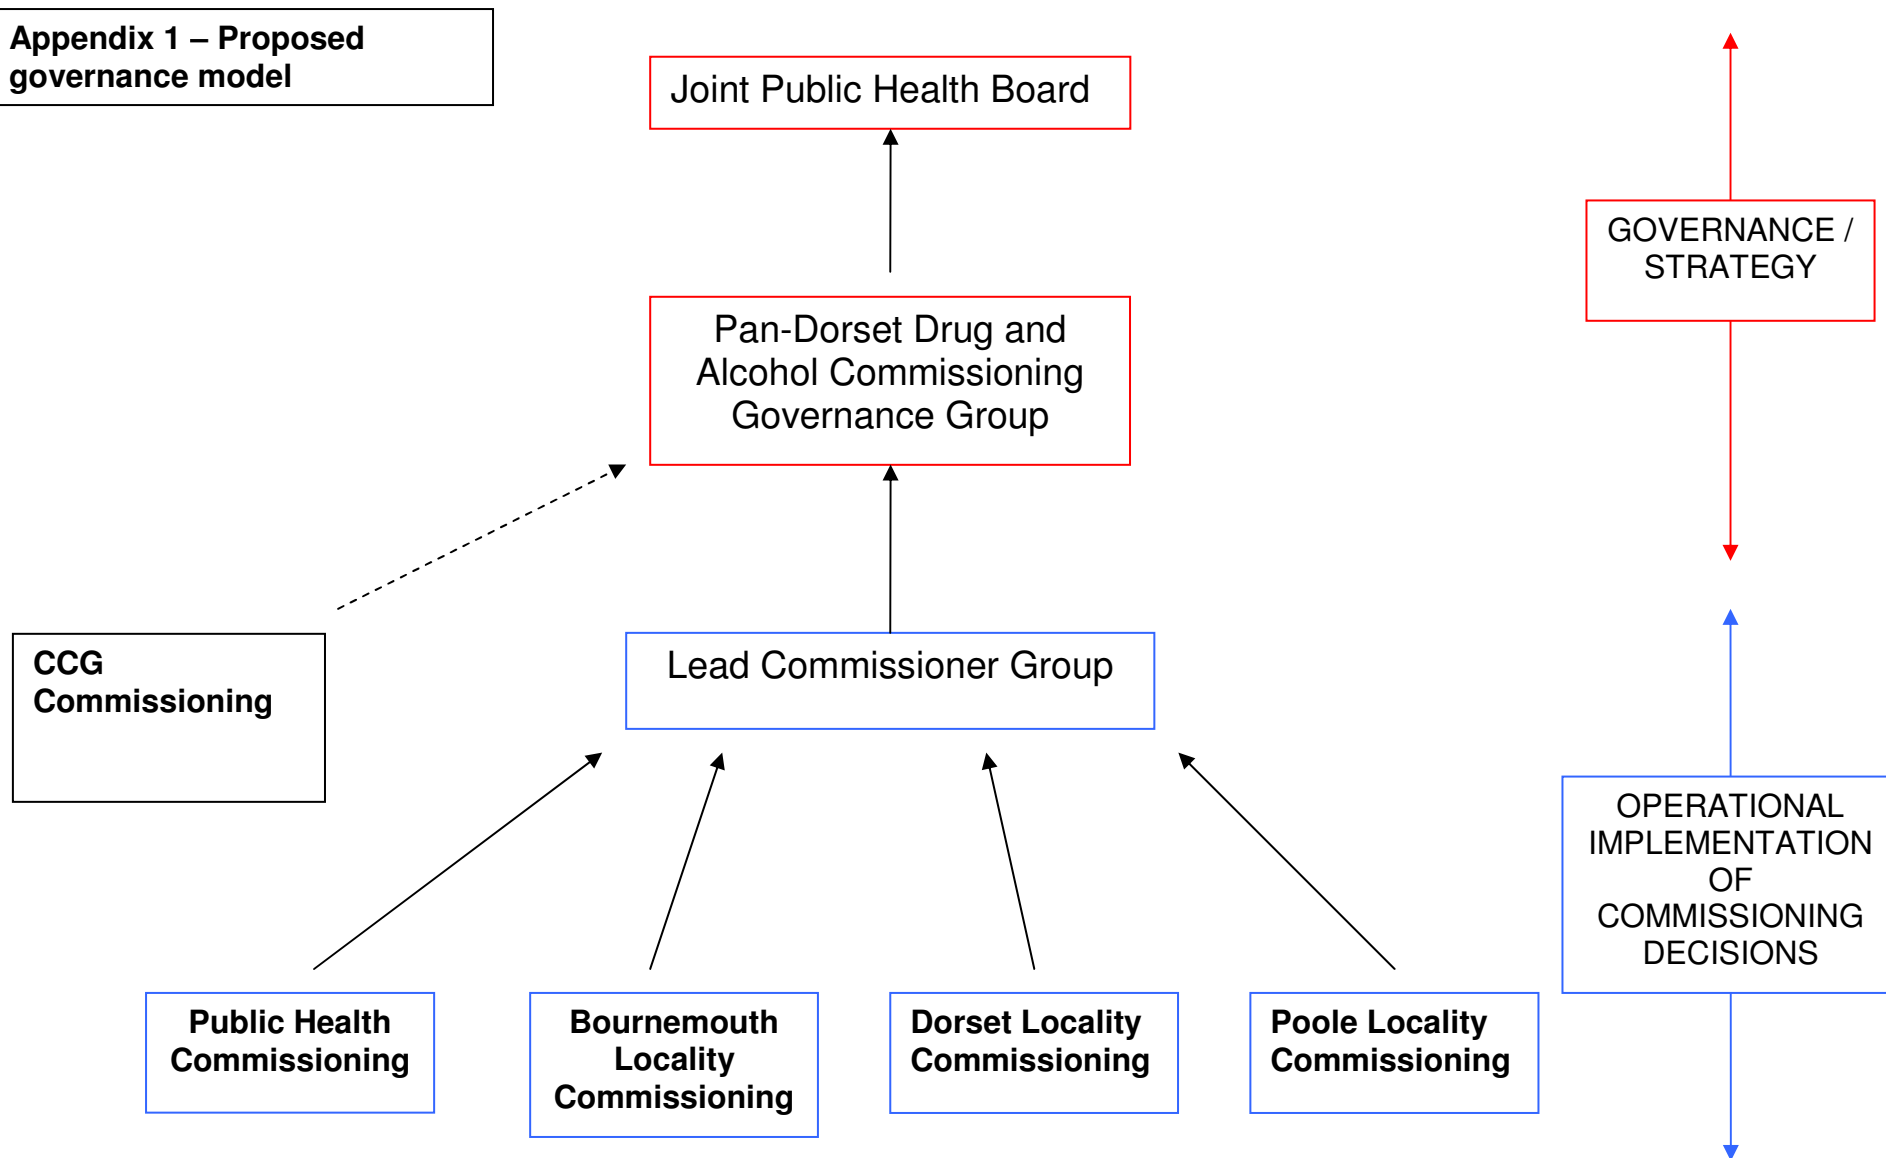 Appendix 1 – Proposed
governance model
Joint Public Health Board
GOVERNANCE /
STRATEGY
Pan-Dorset Drug and
Alcohol Commissioning
Governance Group
CCG
Commissioning
Lead Commissioner Group
OPERATIONAL
IMPLEMENTATION
OF
COMMISSIONING
DECISIONS
Public Health
Commissioning
Bournemouth
Locality
Commissioning
Dorset Locality
Commissioning
Poole Locality
Commissioning